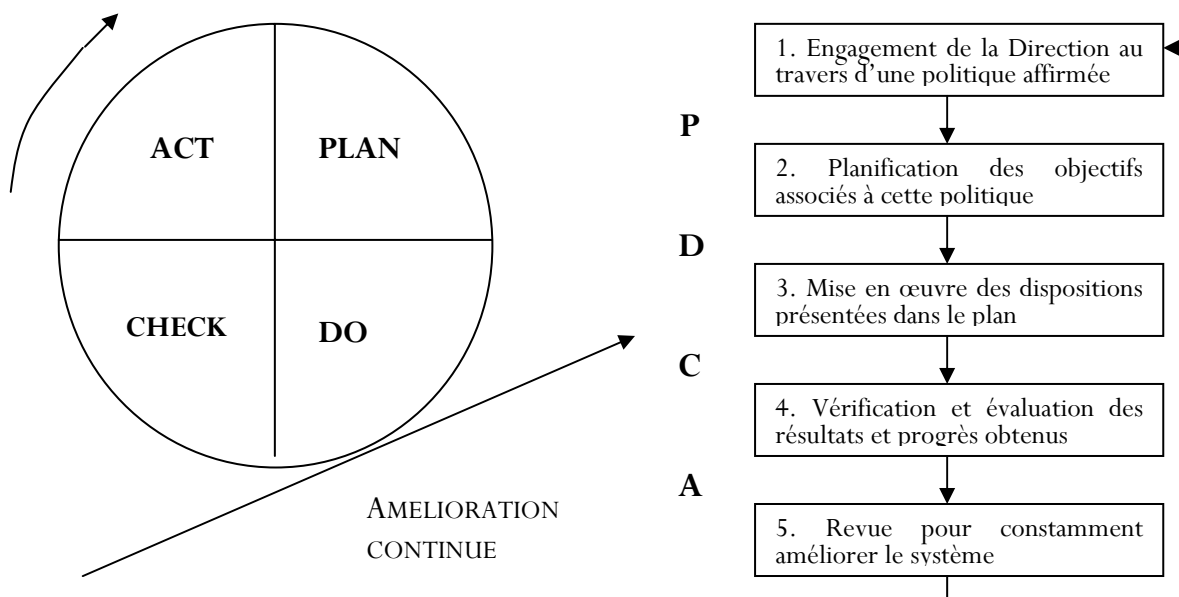 ACT PLAN
CHECK DO
AMELIORATION
CONTINUE
1. Engagement de la Direction au
travers d’une politique affirmée
P
2. Planification des objectifs
associés à cette politique
D
3. Mise en œuvre des dispositions
présentées dans le plan
C
4. Vérification et évaluation des
résultats et progrès obtenus
A
5. Revue pour constamment
améliorer le système